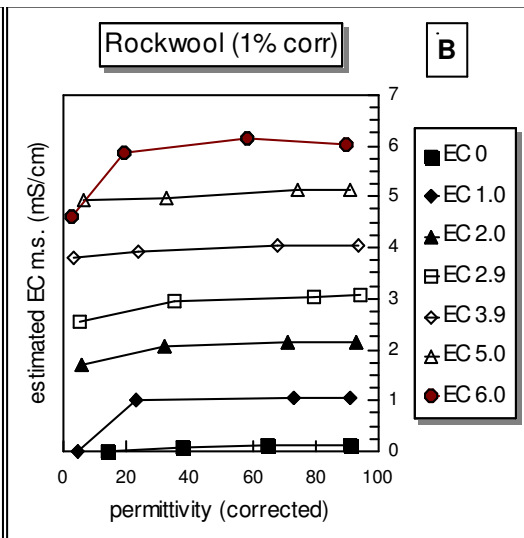 Rockwool (1% corr)
B
7
6
5
4
3
2
1
0
estimated EC m.s. (mS/cm)
0 20 40 60 80 100
permittivity (corrected)
EC 0
EC 1.0
EC 2.0
EC 2.9
EC 3.9
EC 5.0
EC 6.0